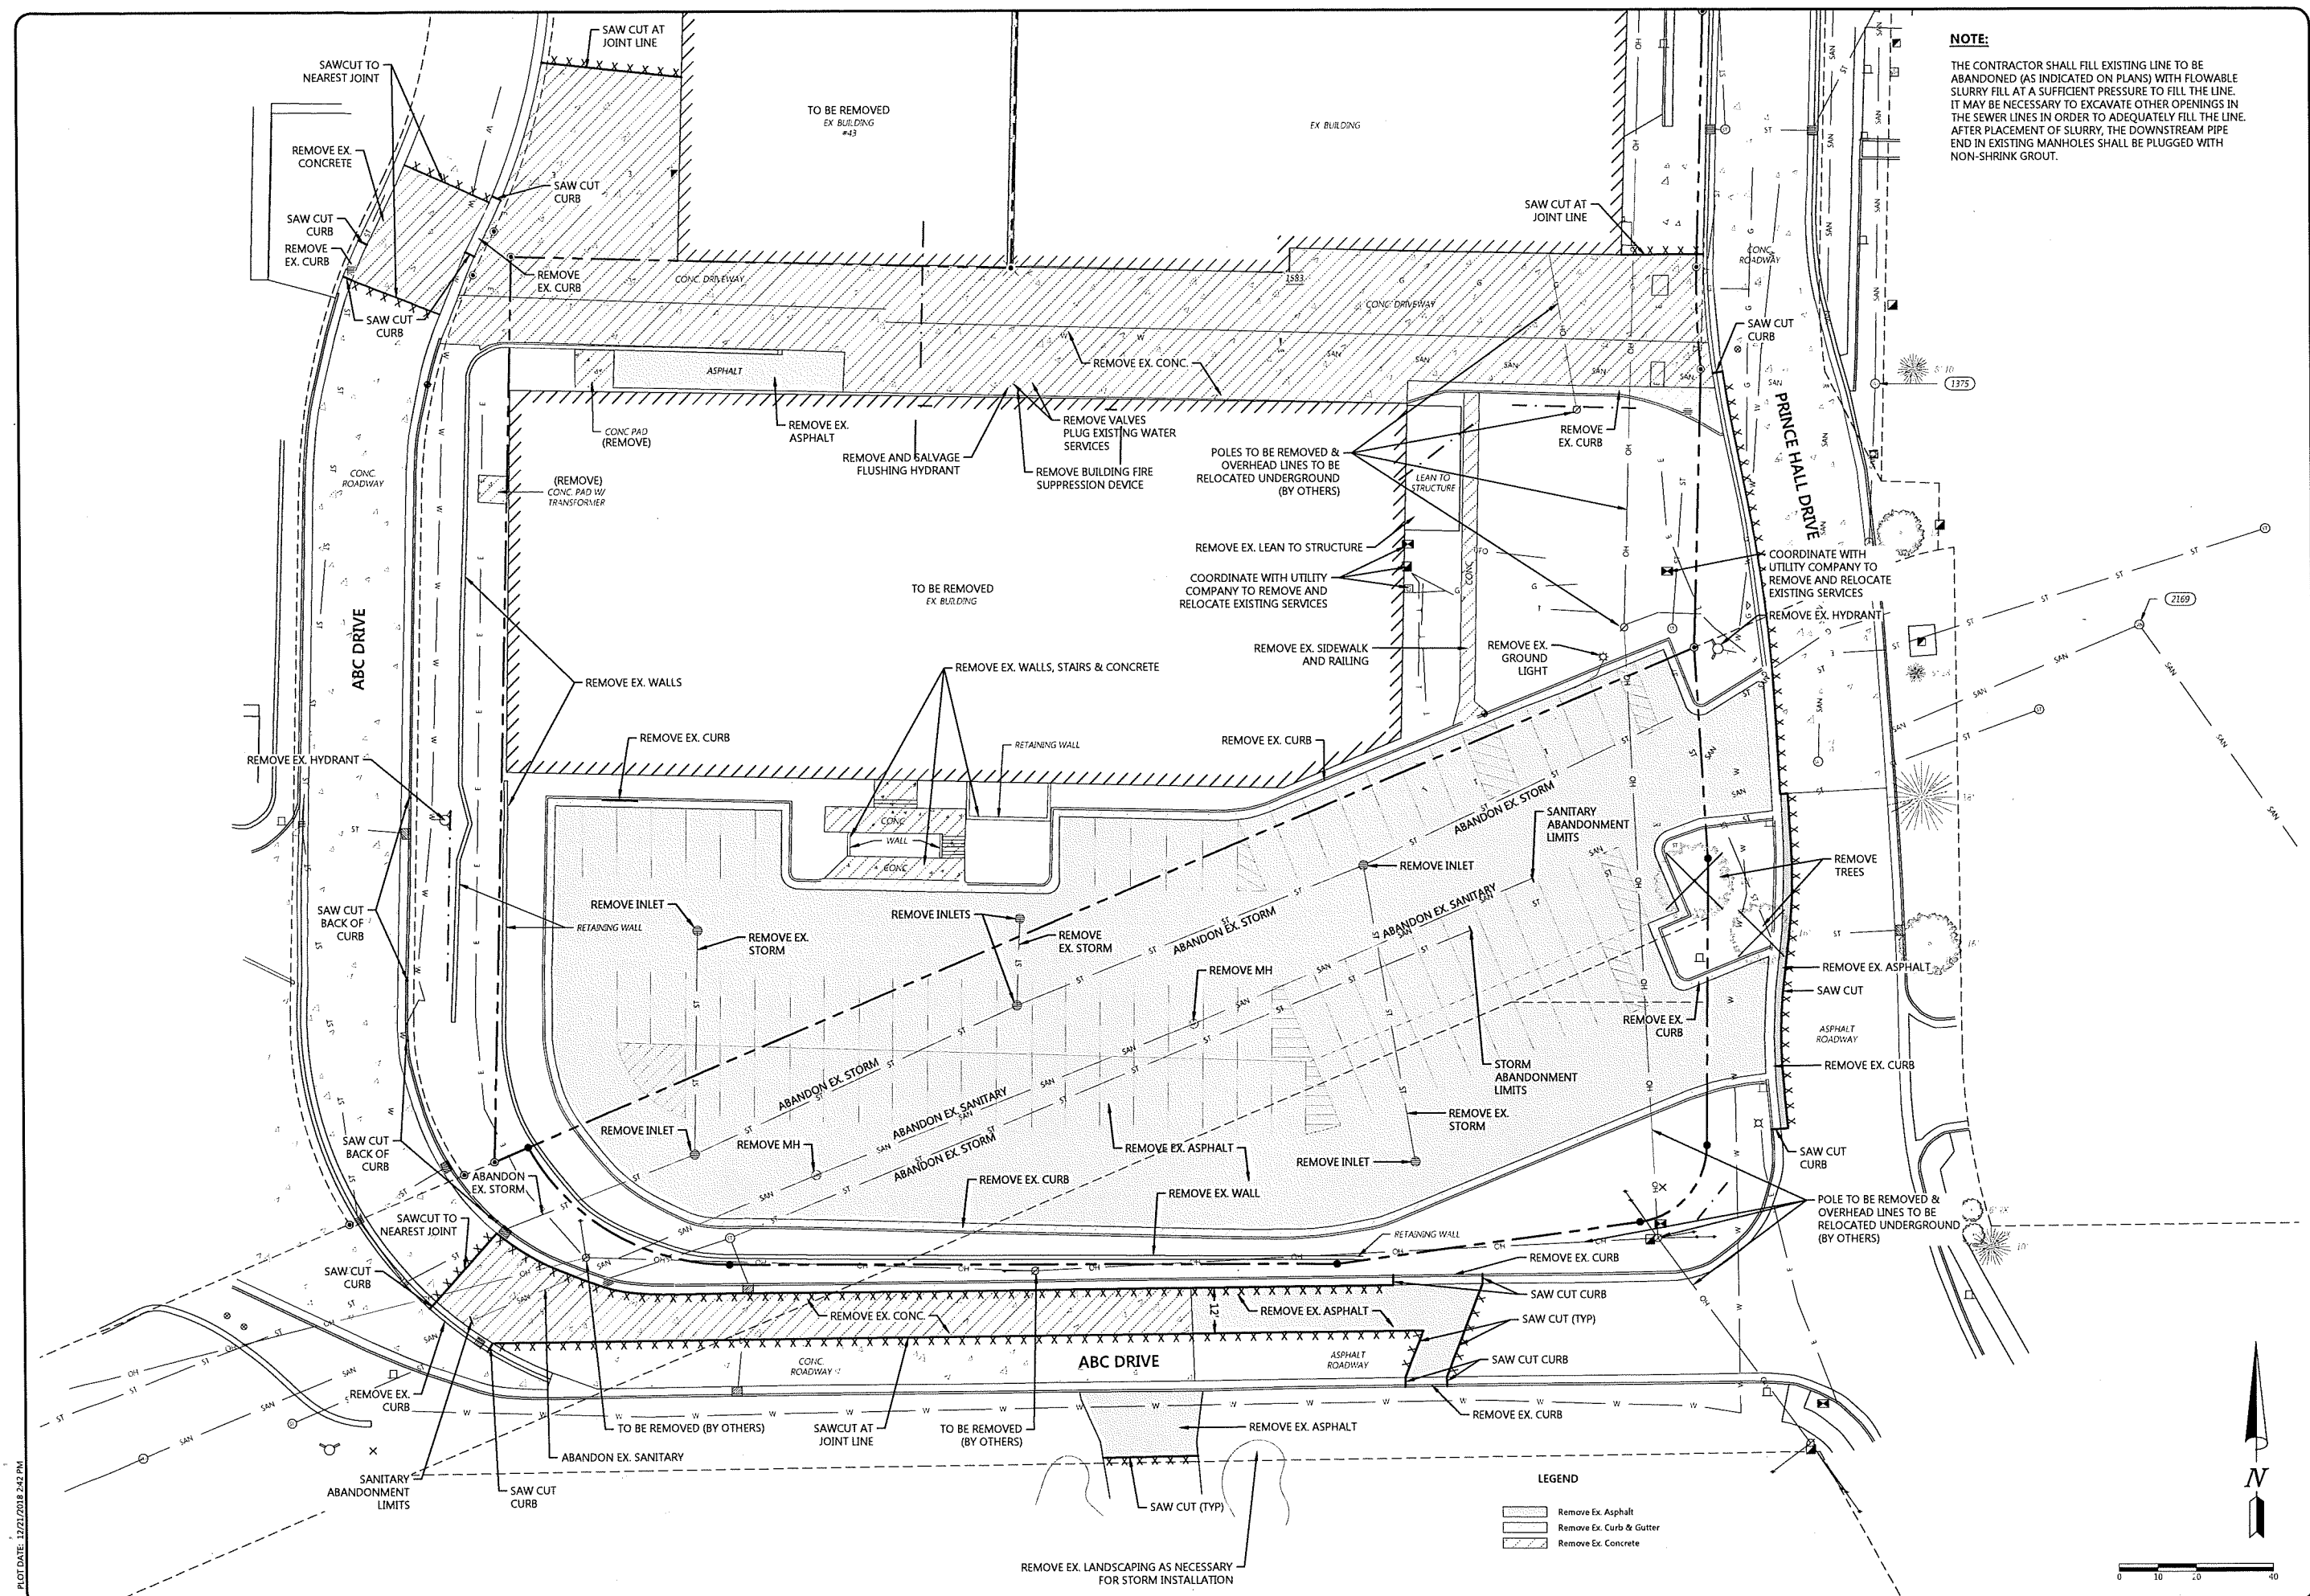 NOTE:
THE CONTRACTOR SHALL FILL EXISTING LINE TO BE
ABANDONED (AS INDICATED ON PLANS) WITH FLOWABLE
SLURRY FILL AT A SUFFICIENT PRESSURE TO FILL THE LINE.
IT MAY BE NECESSARY TO EXCAVATE OTHER OPENINGS IN
THE SEWER LINES IN ORDER TO ADEQUATELY FILL THE LINE.
AFTER PLACEMENT OF SLURRY, THE DOWNSTREAM PIPE
END IN EXISTING MANHOLES SHALL BE PLUGGED WITH
NON-SHRINK GROUT.
SAW CUT AT
JOINT LINE
SAWCUT TO
NEAREST JOINT
REMOVE EX.
CONCRETE
SAW CUT
CURB
SAW CUT
CURB
REMOVE
EX. CURB
REMOVE
EX. CURB
SAW CUT
CURB
TO BE REMOVED
EX BUILDING
#43
EX BUILDING
SAW CUT AT
JOINT LINE
CONC.
ROADWAY
CONC. DRIVEWAY
1583
CONC DRIVEWAY
SAW CUT
CURB
REMOVE EX. CONC.
ASPHALT
1375
PRINCE HALL DRIVE
CONC PAD
(REMOVE)
REMOVE EX.
ASPHALT
REMOVE VALVES
PLUG EXISTING WATER
SERVICES
REMOVE AND SALVAGE
FLUSHING HYDRANT
REMOVE BUILDING FIRE
SUPPRESSION DEVICE
POLES TO BE REMOVED &
OVERHEAD LINES TO BE
RELOCATED UNDERGROUND
(BY OTHERS)
REMOVE
EX. CURB
LEAN TO
STRUCTURE
CONC.
ROADWAY
(REMOVE)
CONC. PAD W/
TRANSFORMER
REMOVE EX. LEAN TO STRUCTURE
COORDINATE WITH UTILITY
COMPANY TO REMOVE AND
RELOCATE EXISTING SERVICES
CONC
COORDINATE WITH
UTILITY COMPANY TO
REMOVE AND RELOCATE
EXISTING SERVICES
REMOVE EX. HYDRANT
2169
TO BE REMOVED
EX. BUILDING
ABC DRIVE
REMOVE EX. WALLS
REMOVE EX. WALLS, STAIRS & CONCRETE
REMOVE EX. SIDEWALK
AND RAILING
REMOVE EX.
GROUND
LIGHT
REMOVE EX. CURB
RETAINING WALL
REMOVE EX. CURB
REMOVE EX. HYDRANT
CONC
WALL
CONC
ABANDON EX. STORM
SANITARY
ABANDONMENT
LIMITS
REMOVE INLET
REMOVE
TREES
SAW CUT
BACK OF
CURB
RETAINING WALL
REMOVE INLET
REMOVE EX.
STORM
REMOVE INLETS
REMOVE
EX. STORM
ABANDON EX. STORM
ABANDON EX. SANITARY
REMOVE MH
REMOVE EX. ASPHALT
SAW CUT
REMOVE EX.
CURB
ASPHALT
ROADWAY
REMOVE EX. CURB
STORM
ABANDONMENT
LIMITS
ABANDON EX. STORM
ABANDON EX. SANITARY
ABANDON EX. STORM
REMOVE EX.
STORM
REMOVE INLET
REMOVE MH
REMOVE EX. ASPHALT
REMOVE INLET
SAW CUT
BACK OF
CURB
SAW CUT
CURB
ABANDON
EX. STORM
REMOVE EX. CURB
REMOVE EX. WALL
POLE TO BE REMOVED &
OVERHEAD LINES TO BE
RELOCATED UNDERGROUND
(BY OTHERS)
SAWCUT TO
NEAREST JOINT
RETAINING WALL
REMOVE EX. CURB
SAW CUT
CURB
SAW CUT CURB
REMOVE EX. CONC.
12'
REMOVE EX. ASPHALT
SAW CUT (TYP)
CONC.
ROADWAY
ABC DRIVE
ASPHALT
ROADWAY
SAW CUT CURB
REMOVE EX.
CURB
TO BE REMOVED (BY OTHERS)
SAWCUT AT
JOINT LINE
TO BE REMOVED
(BY OTHERS)
REMOVE EX. ASPHALT
REMOVE EX. CURB
ABANDON EX. SANITARY
SANITARY
ABANDONMENT
LIMITS
SAW CUT
CURB
SAW CUT (TYP)
REMOVE EX. LANDSCAPING AS NECESSARY
FOR STORM INSTALLATION
LEGEND
Remove Ex. Asphalt
Remove Ex. Curb & Gutter
Remove Ex. Concrete
N
0 10 20 40
PLOT DATE: 12/21/2018 2:42 PM